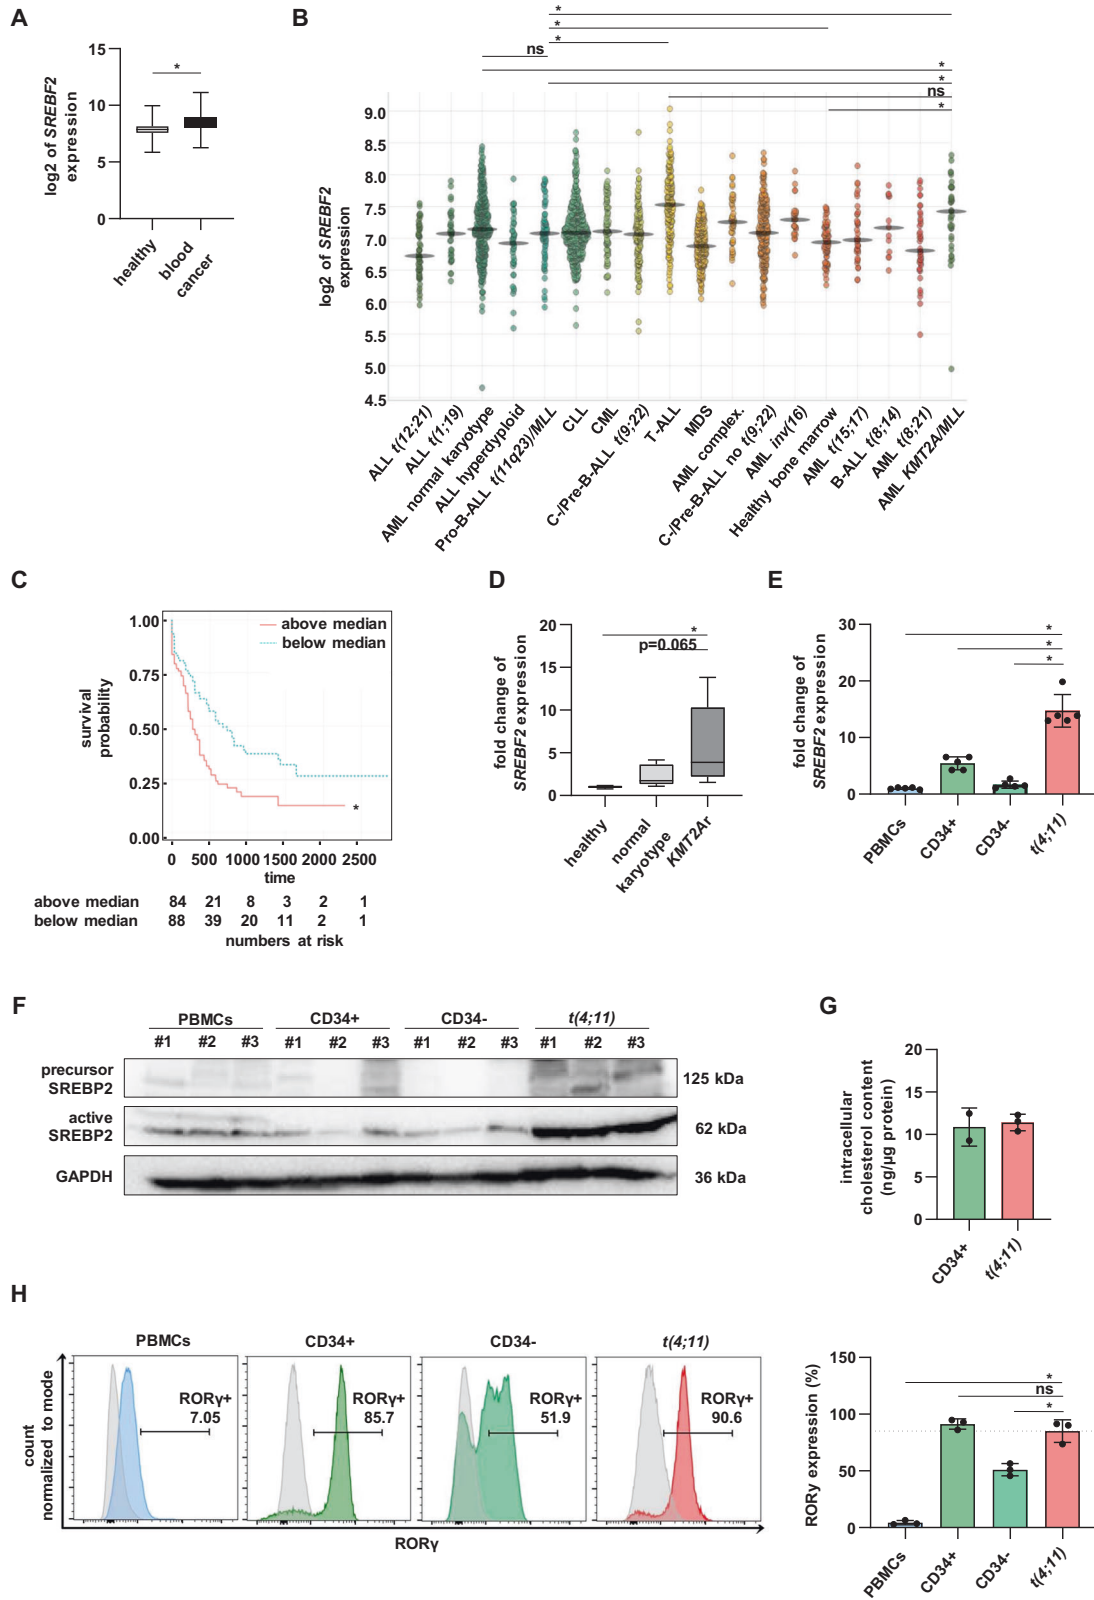 A
15
10
5
0
log2 of SREBF2
expression
*
healthy
blood
cancer
B
*
*
*
ns
*
*
ns
*
9.0
8.5
8.0
7.5
7.0
6.5
6.0
5.5
5.0
4.5
log2 of SREBF2
expression
ALL t(12;21)
ALL t(1;19)
AML normal karyotype
ALL hyperdyploid
Pro-B-ALL t(11q23)/MLL
CLL
CML
C-/Pre-B-ALL t(9;22)
T-ALL
MDS
AML complex.
C-/Pre-B-ALL no t(9;22)
AML inv(16)
Healthy bone marrow
AML t(15;17)
B-ALL t(8;14)
AML t(8;21)
AML KMT2A/MLL
C
1.00
0.75
0.50
0.25
0.00
survival
probability
above median
below median
*
0 500 1000 1500 2000 2500
time
above median 84 21 8 3 2 1
below median 88 39 20 11 2 1
numbers at risk
D
20
15
10
5
0
fold change of
SREBF2 expression
*
p=0.065
healthy
normal
karyotype
KMT2Ar
E
30
20
10
0
fold change of
SREBF2 expression
*
*
*
PBMCs
CD34+
CD34-
t(4;11)
F
PBMCs CD34+ CD34- t(4;11)
#1 #2 #3 #1 #2 #3 #1 #2 #3 #1 #2 #3
precursor
SREBP2
125 kDa
active
SREBP2
62 kDa
GAPDH
36 kDa
G
20
15
10
5
0
intracellular
cholesterol content
(ng/µg protein)
CD34+
t(4;11)
H
PBMCs CD34+ CD34- t(4;11)
RORγ+ RORγ+ RORγ+ RORγ+
7.05 85.7 51.9 90.6
count
normalized to mode
RORγ
150
100
50
0
RORγ expression (%)
*
ns
*
PBMCs
CD34+
CD34-
t(4;11)